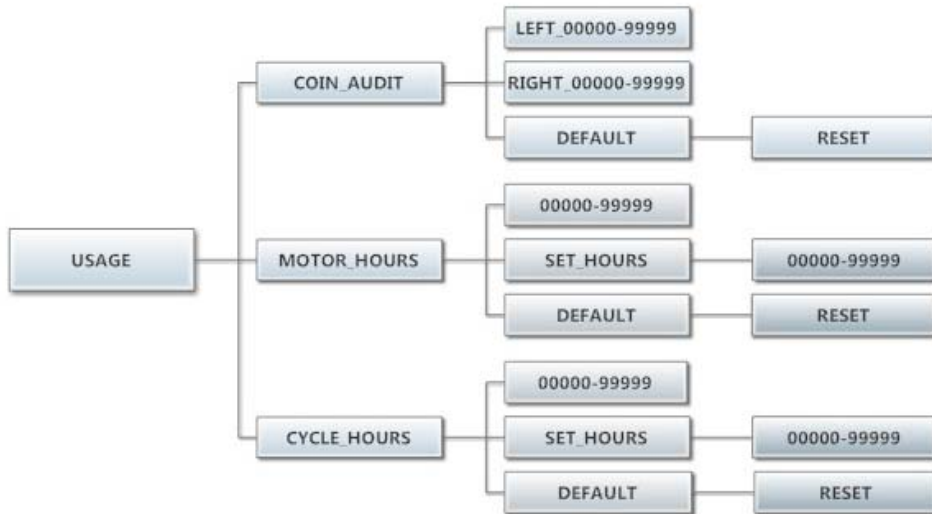 LEFT_00000-99999
COIN_AUDIT
RIGHT_00000-99999
DEFAULT
RESET
00000-99999
USAGE
MOTOR_HOURS
SET_HOURS
00000-99999
DEFAULT
RESET
00000-99999
CYCLE_HOURS
SET_HOURS
00000-99999
DEFAULT
RESET